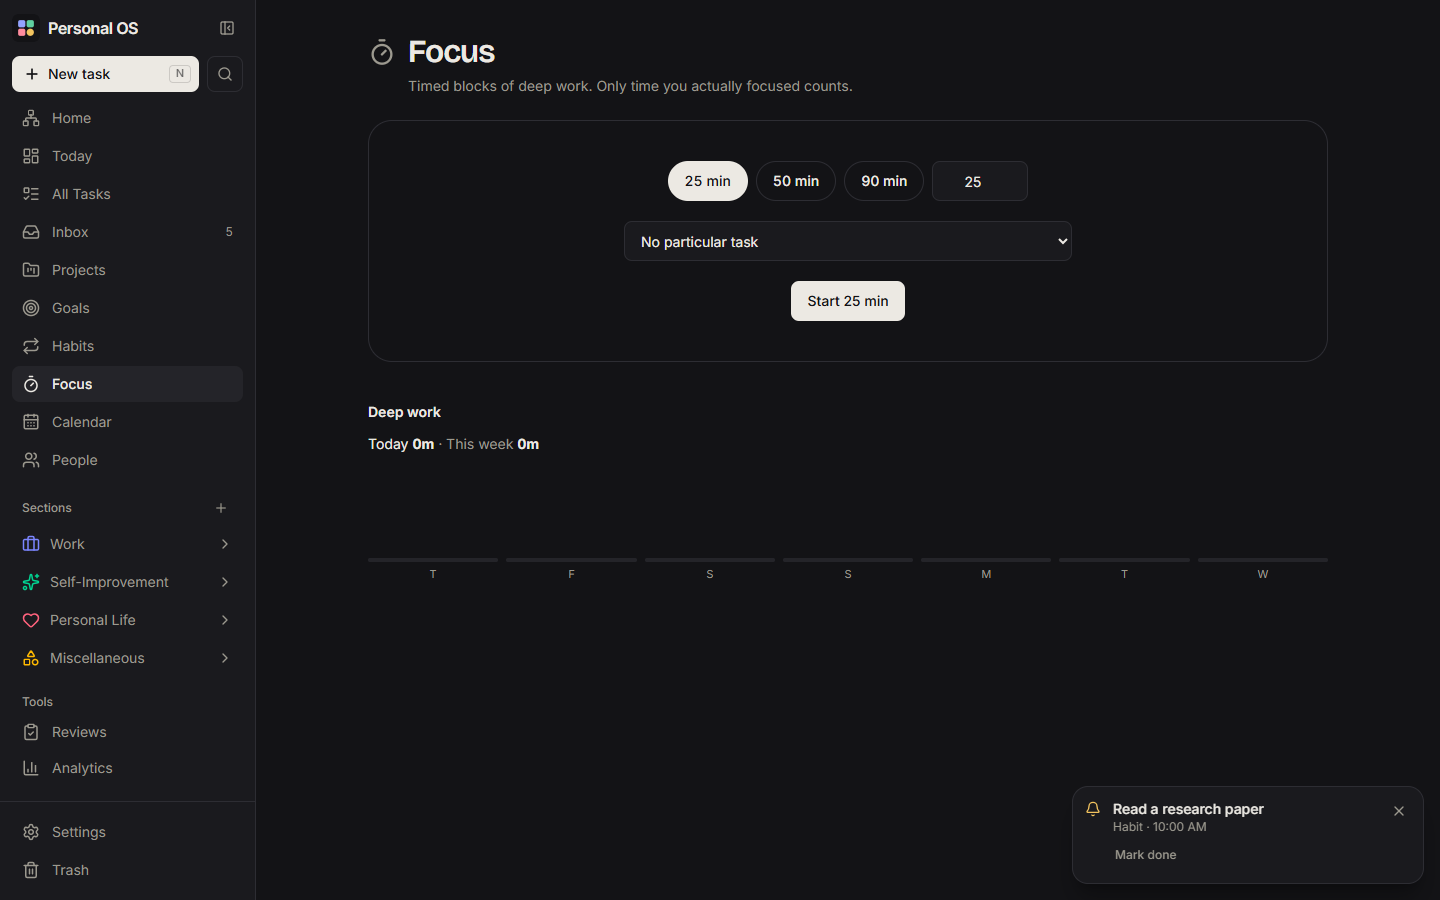 Personal OS
New task N
Home
Today
All Tasks
Inbox 5
Projects
Goals
Habits
Focus
Calendar
People
Sections
Work
Self-Improvement
Personal Life
Miscellaneous
Tools
Reviews
Analytics
Settings
Trash
Focus
Timed blocks of deep work. Only time you actually focused counts.
25 min 50 min 90 min 25
No particular task
Start 25 min
Deep work
Today 0m · This week 0m
T F S S M T W
Read a research paper
Habit · 10:00 AM
Mark done